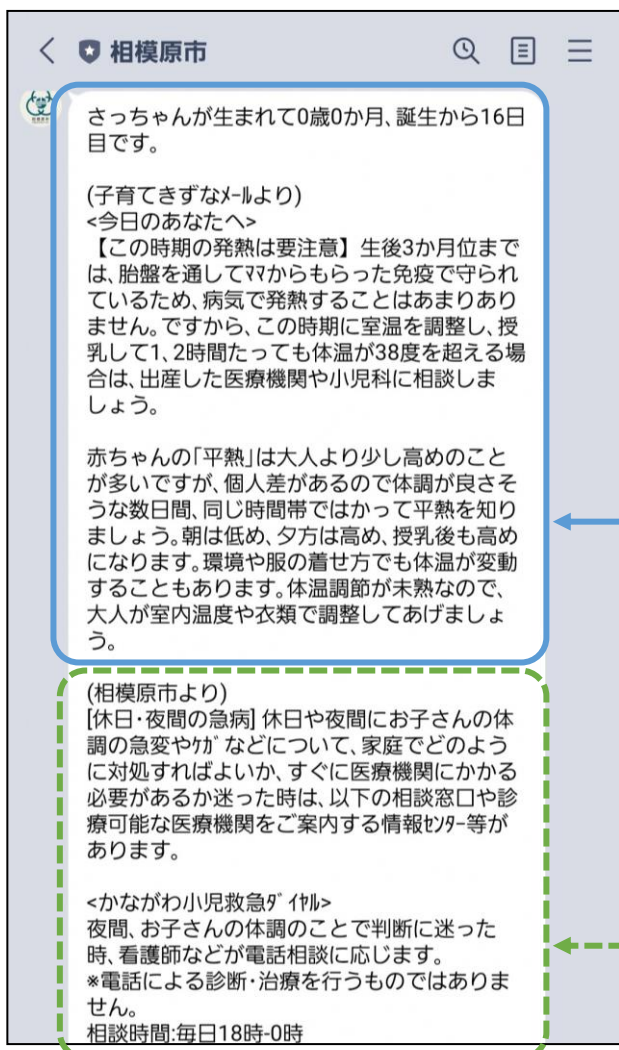 相模原市
さっちゃんが生まれて0歳0か月、誕生から16日
目です。
(子育てきずなﾒｰﾙより)
<今日のあなたへ>
【この時期の発熱は要注意】生後3か月位まで
は、胎盤を通してﾏﾏからもらった免疫で守られ
ているため、病気で発熱することはあまりあり
ません。ですから、この時期に室温を調整し、授
乳して1、2時間たっても体温が38度を超える場
合は、出産した医療機関や小児科に相談しま
しょう。
赤ちゃんの「平熱」は大人より少し高めのこと
が多いですが、個人差があるので体調が良さそ
うな数日間、同じ時間帯ではかって平熱を知り
ましょう。朝は低め、夕方は高め、授乳後も高め
になります。環境や服の着せ方でも体温が変動
することもあります。体温調節が未熟なので、
大人が室内温度や衣類で調整してあげましょ
う。
(相模原市より)
[休日･夜間の急病] 休日や夜間にお子さんの体
調の急変やｹｶﾞなどについて、家庭でどのよう
に対処すればよいか、すぐに医療機関にかかる
必要があるか迷った時は、以下の相談窓口や診
療可能な医療機関をご案内する情報ｾﾝﾀｰ等が
あります。
<かながわ小児救急ﾀﾞｲﾔﾙ>
夜間、お子さんの体調のことで判断に迷った
時、看護師などが電話相談に応じます。
*電話による診断･治療を行うものではありま
せん。
相談時間:毎日18時-0時